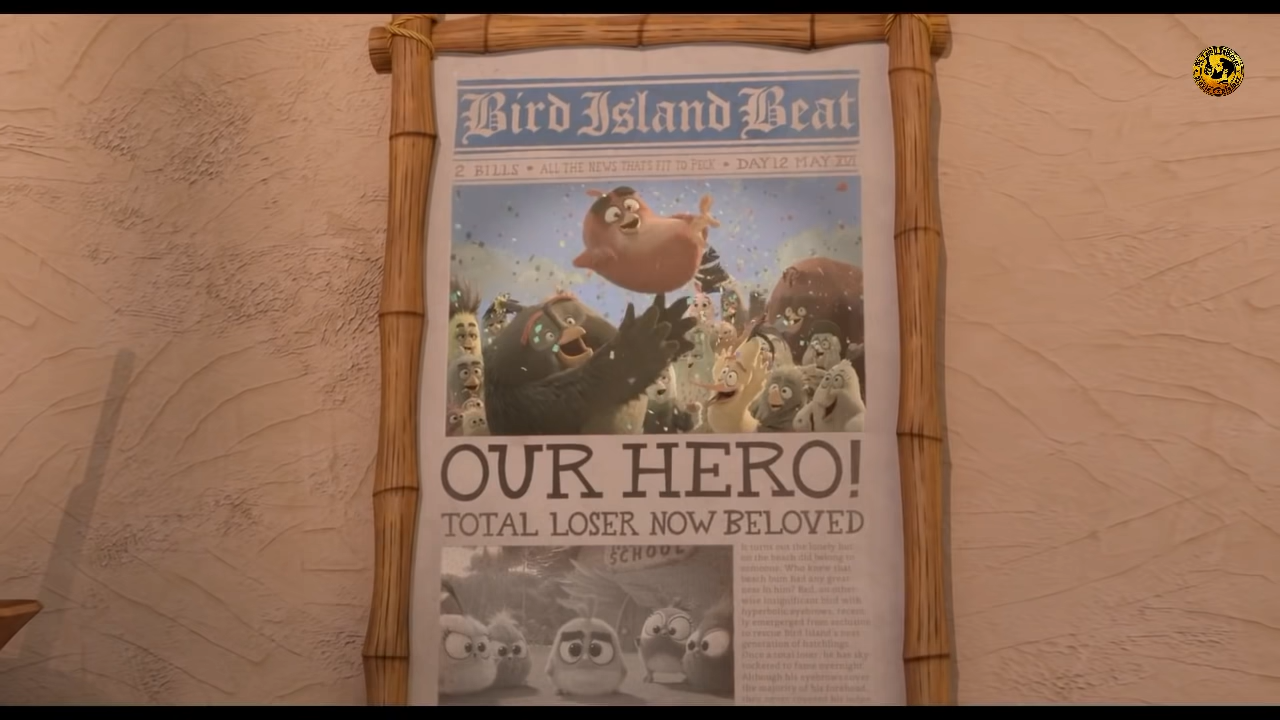 Bird Island Beat
2 BILLS • ALL THE NEWS THAT'S FIT TO PECK • DAY 12 MAY XVI
OUR HERO!
TOTAL LOSER NOW BELOVED
SCHOOL
It turns out the lonely hut
on the beach did belong to
someone. Who knew that
beach bum had any great
ness in him? Red, an other-
wise insignificant bird with
hyperbolic eyebrows, recent-
ly emerged from seclusion
to rescue Bird Island's next
generation of hatchlings.
Once a total loser, he has sky
rocketed to fame overnight.
Although his eyebrows cover
the majority of his forehead,
they never